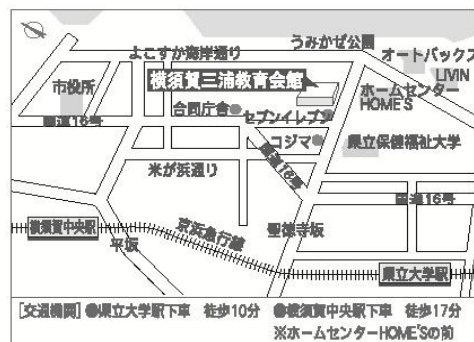 うみかぜ公園
よこすか海岸通り
オートバックス
LIVIN
市役所
横須賀三浦教育会館
ホームセンター
HOME'S
合同庁舎
セブンイレブン
国道16号
コジマ
県立保健福祉大学
国道16号
米が浜通り
国道16号
横須賀中央駅
平坂
京浜急行線
聖徳寺坂
県立大学駅
[交通機関]●県立大学駅下車 徒歩10分 ●横須賀中央駅下車 徒歩17分
※ホームセンターHOME'Sの前